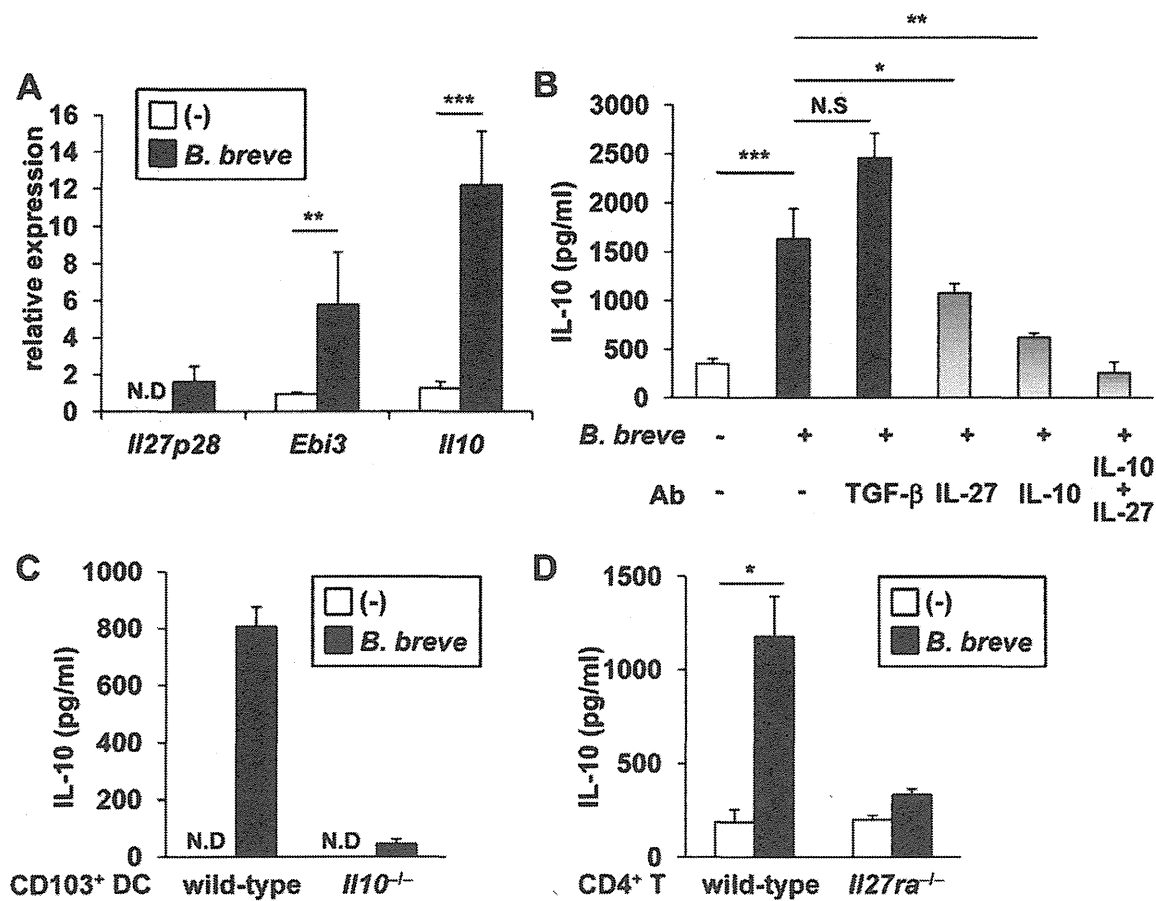 A
(-)
B. breve
relative expression
16
14
12
10
8
6
4
2
0
N.D
**
***
Il27p28 Ebi3 Il10
B
**
*
N.S
***
IL-10 (pg/ml)
3000
2500
2000
1500
1000
500
0
B. breve - + + + + +
Ab - - TGF-β IL-27 IL-10 IL-10 + IL-27
C
(-)
B. breve
IL-10 (pg/ml)
1000
800
600
400
200
0
N.D N.D
CD103+ DC wild-type Il10–/–
D
(-)
B. breve
IL-10 (pg/ml)
1500
1000
500
0
*
CD4+ T wild-type Il27ra–/–